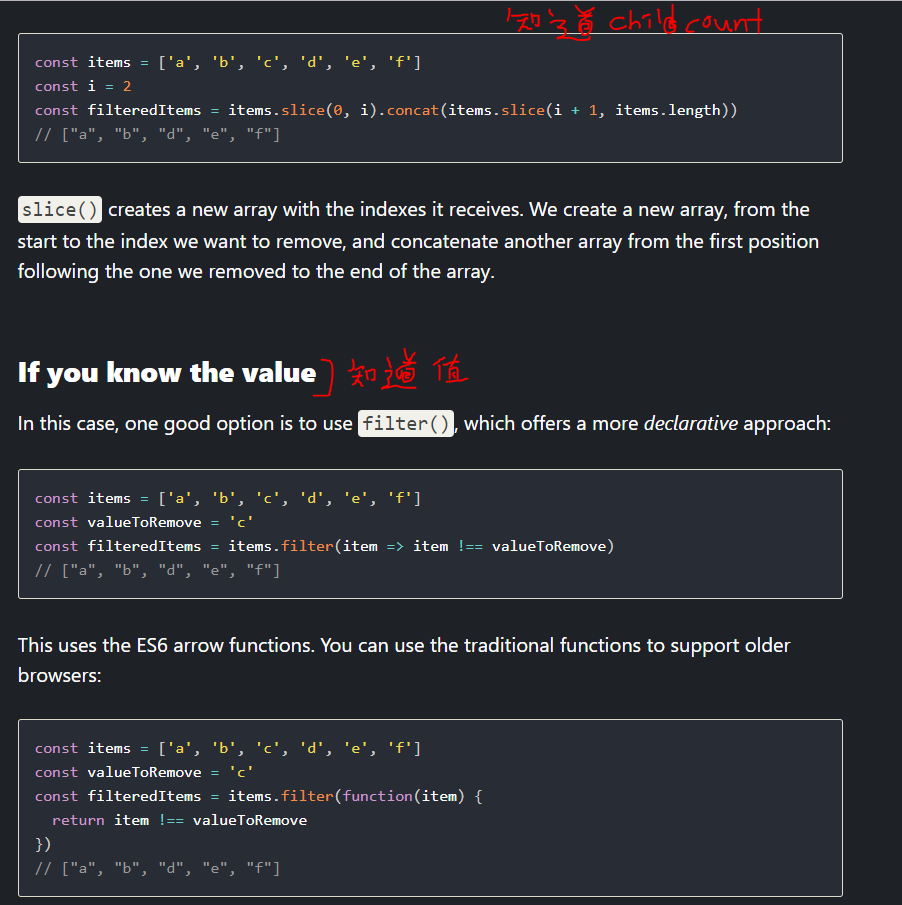 知道 child count
const items = ['a', 'b', 'c', 'd', 'e', 'f']
const i = 2
const filteredItems = items.slice(0, i).concat(items.slice(i + 1, items.length))
// ["a", "b", "d", "e", "f"]
slice() creates a new array with the indexes it receives. We create a new array, from the
start to the index we want to remove, and concatenate another array from the first position
following the one we removed to the end of the array.
If you know the value 知道 值
In this case, one good option is to use filter(), which offers a more declarative approach:
const items = ['a', 'b', 'c', 'd', 'e', 'f']
const valueToRemove = 'c'
const filteredItems = items.filter(item => item !== valueToRemove)
// ["a", "b", "d", "e", "f"]
This uses the ES6 arrow functions. You can use the traditional functions to support older
browsers:
const items = ['a', 'b', 'c', 'd', 'e', 'f']
const valueToRemove = 'c'
const filteredItems = items.filter(function(item) {
  return item !== valueToRemove
})
// ["a", "b", "d", "e", "f"]